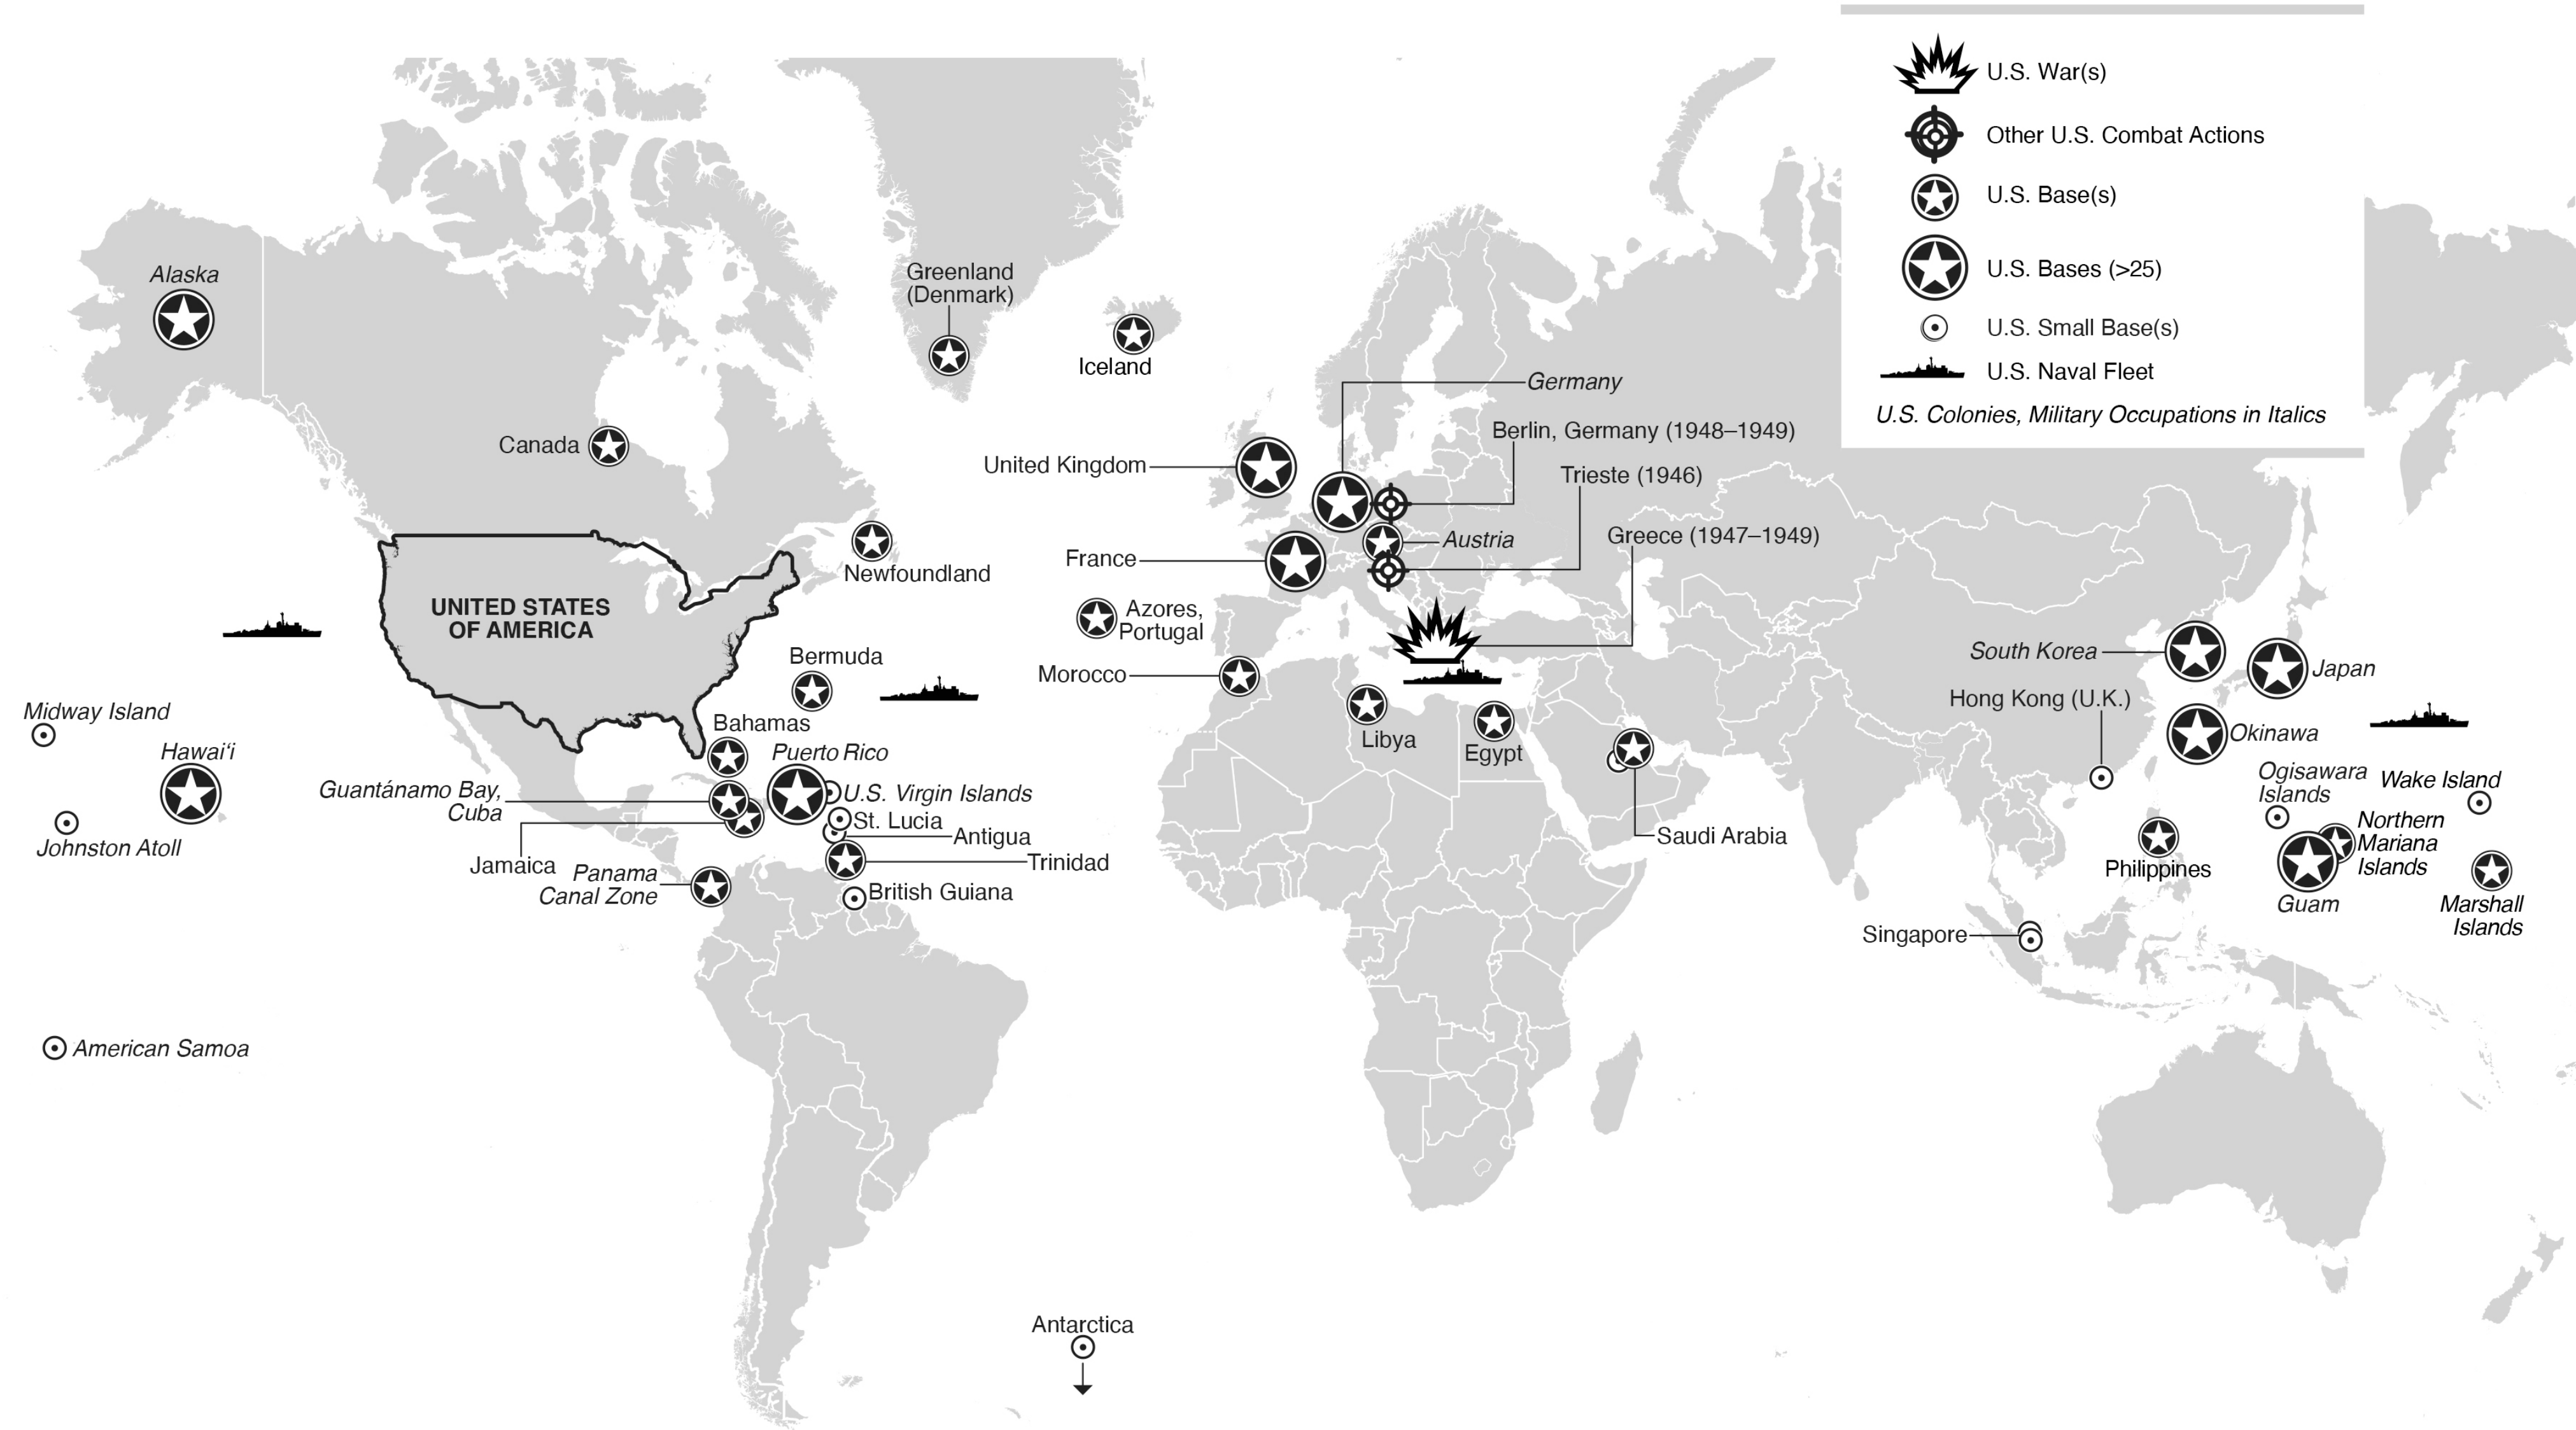 U.S. War(s)
Other U.S. Combat Actions
U.S. Base(s)
U.S. Bases (>25)
U.S. Small Base(s)
U.S. Naval Fleet
U.S. Colonies, Military Occupations in Italics
Alaska
Greenland
(Denmark)
Iceland
Canada
Newfoundland
UNITED STATES
OF AMERICA
Bermuda
Bahamas
Midway Island
Hawai‘i
Johnston Atoll
Puerto Rico
Guantánamo Bay,
Cuba
U.S. Virgin Islands
St. Lucia
Antigua
Jamaica
Trinidad
Panama
Canal Zone
British Guiana
American Samoa
Antarctica
Germany
Berlin, Germany (1948–1949)
United Kingdom
Trieste (1946)
Greece (1947–1949)
Austria
France
Azores,
Portugal
Morocco
Libya
Egypt
Saudi Arabia
South Korea
Japan
Hong Kong (U.K.)
Okinawa
Ogisawara
Islands
Wake Island
Northern
Mariana
Islands
Philippines
Guam
Marshall
Islands
Singapore